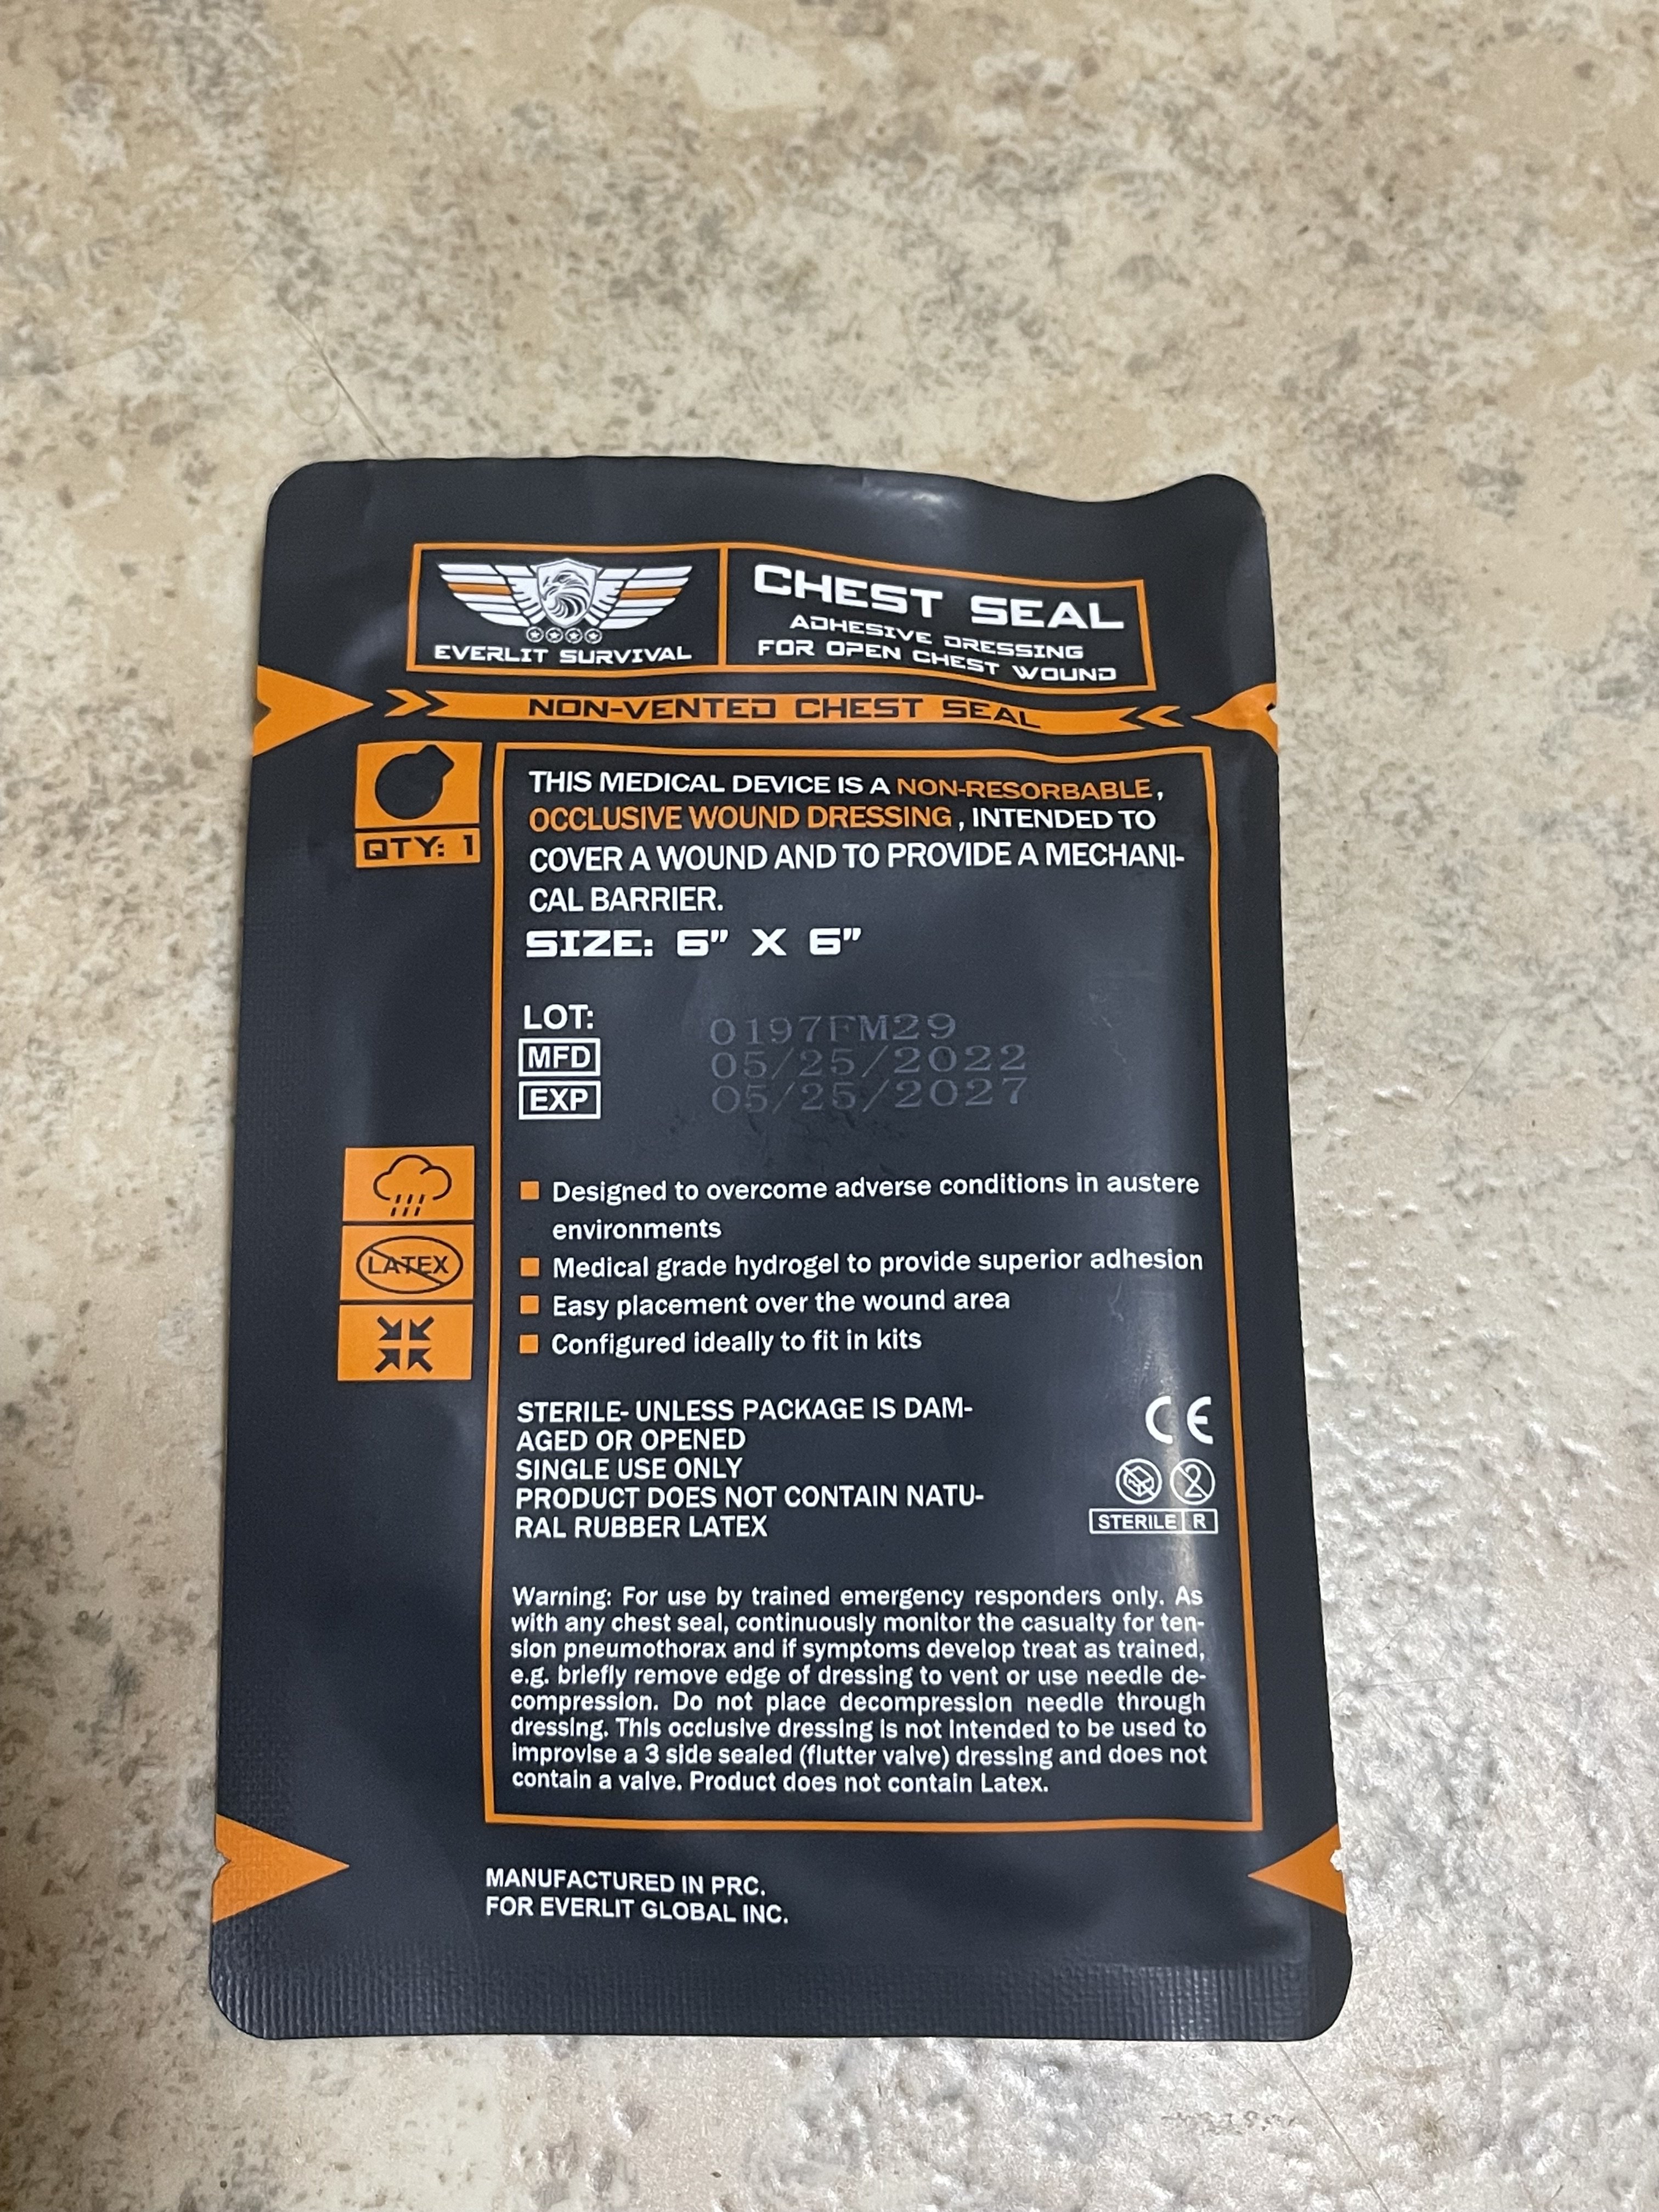 EVERLIT SURVIVAL
CHEST SEAL
ADHESIVE DRESSING
FOR OPEN CHEST WOUND
NON-VENTED CHEST SEAL
QTY: 1
THIS MEDICAL DEVICE IS A NON-RESORBABLE,
OCCLUSIVE WOUND DRESSING, INTENDED TO
COVER A WOUND AND TO PROVIDE A MECHANI-
CAL BARRIER.
SIZE: 6" X 6"
LOT: 0197FM29
MFD 05/25/2022
EXP 05/25/2027
LATEX
Designed to overcome adverse conditions in austere
environments
Medical grade hydrogel to provide superior adhesion
Easy placement over the wound area
Configured ideally to fit in kits
STERILE- UNLESS PACKAGE IS DAM-
AGED OR OPENED
SINGLE USE ONLY
PRODUCT DOES NOT CONTAIN NATU-
RAL RUBBER LATEX
CE
2
STERILE R
Warning: For use by trained emergency responders only. As
with any chest seal, continuously monitor the casualty for ten-
sion pneumothorax and if symptoms develop treat as trained,
e.g. briefly remove edge of dressing to vent or use needle de-
compression. Do not place decompression needle through
dressing. This occlusive dressing is not intended to be used to
improvise a 3 side sealed (flutter valve) dressing and does not
contain a valve. Product does not contain Latex.
MANUFACTURED IN PRC.
FOR EVERLIT GLOBAL INC.